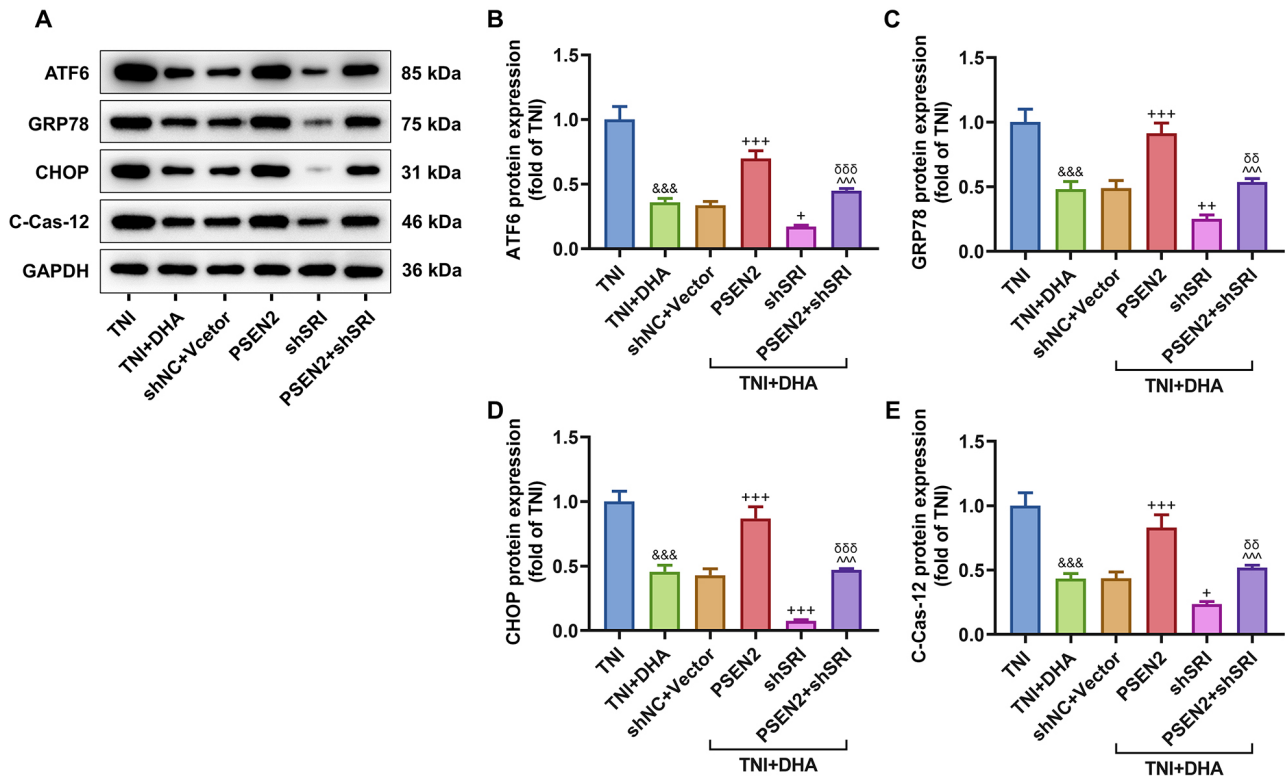 A
ATF6 85 kDa
GRP78 75 kDa
CHOP 31 kDa
C-Cas-12 46 kDa
GAPDH 36 kDa
TNI
TNI+DHA
shNC+Vcetor
PSEN2
shSRI
PSEN2+shSRI
B
ATF6 protein expression
(fold of TNI)
1.5
1.0
0.5
0.0
&&&
+++
+
δδδ
^^^
TNI
TNI+DHA
shNC+Vector
PSEN2
shSRI
PSEN2+shSRI
TNI+DHA
C
GRP78 protein expression
(fold of TNI)
1.5
1.0
0.5
0.0
&&&
+++
++
δδ
^^^
TNI
TNI+DHA
shNC+Vector
PSEN2
shSRI
PSEN2+shSRI
TNI+DHA
D
CHOP protein expression
(fold of TNI)
1.5
1.0
0.5
0.0
&&&
+++
+++
δδδ
^^^
TNI
TNI+DHA
shNC+Vector
PSEN2
shSRI
PSEN2+shSRI
TNI+DHA
E
C-Cas-12 protein expression
(fold of TNI)
1.5
1.0
0.5
0.0
&&&
+++
+
δδ
^^^
TNI
TNI+DHA
shNC+Vector
PSEN2
shSRI
PSEN2+shSRI
TNI+DHA